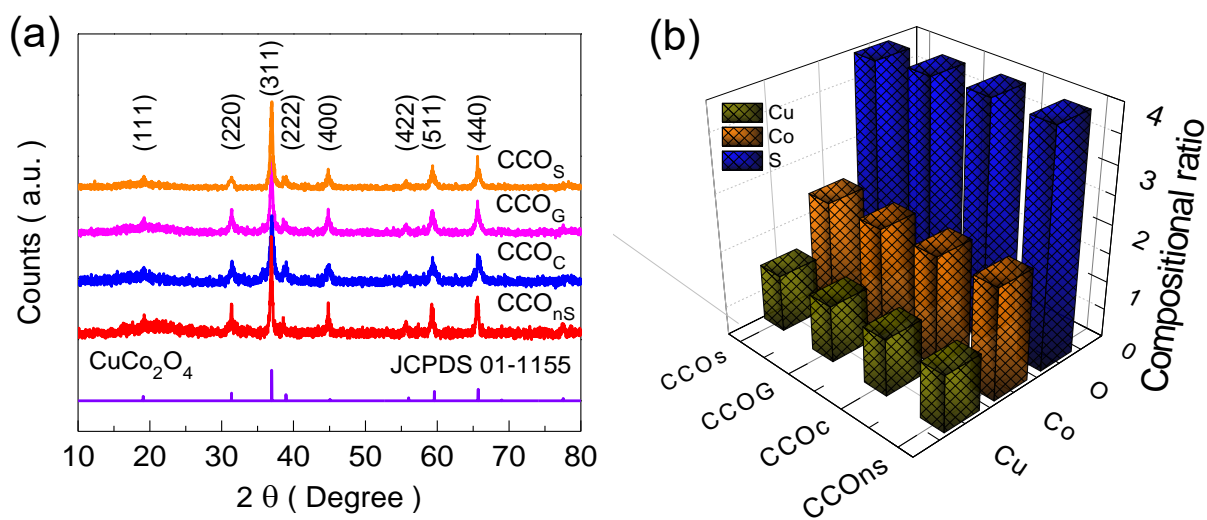 (a)
(111)
(220)
(311)
(222)
(400)
(422)
(511)
(440)
CCO_S
CCO_G
CCO_C
CCO_nS
CuCo₂O₄
JCPDS 01-1155
Counts ( a.u. )
10 20 30 40 50 60 70 80
2 θ ( Degree )
(b)
Cu
Co
S
4
3
2
1
0
Compositional ratio
CCOs
CCOG
CCOc
CCOns
Cu
Co
O